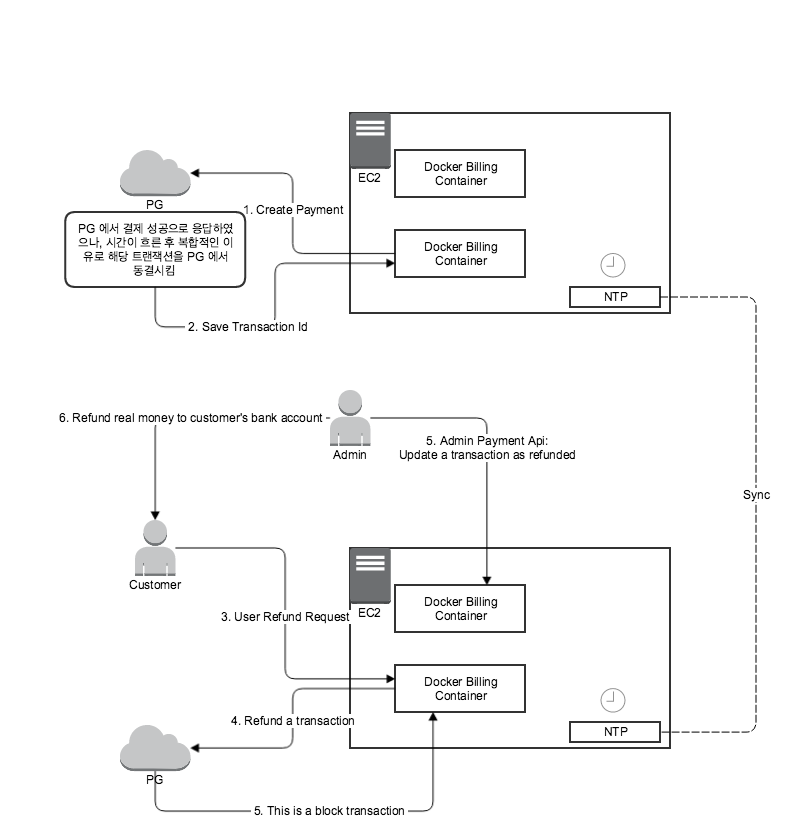 EC2
Docker Billing
Container
PG
1. Create Payment
PG 에서 결제 성공으로 응답하였
으나, 시간이 흐른 후 복합적인 이
유로 해당 트랜잭션을 PG 에서
동결시킴
Docker Billing
Container
NTP
2. Save Transaction Id
6. Refund real money to customer's bank account
Admin
5. Admin Payment Api:
Update a transaction as refunded
Sync
Customer
EC2
Docker Billing
Container
3. User Refund Request
Docker Billing
Container
4. Refund a transaction
NTP
PG
5. This is a block transaction